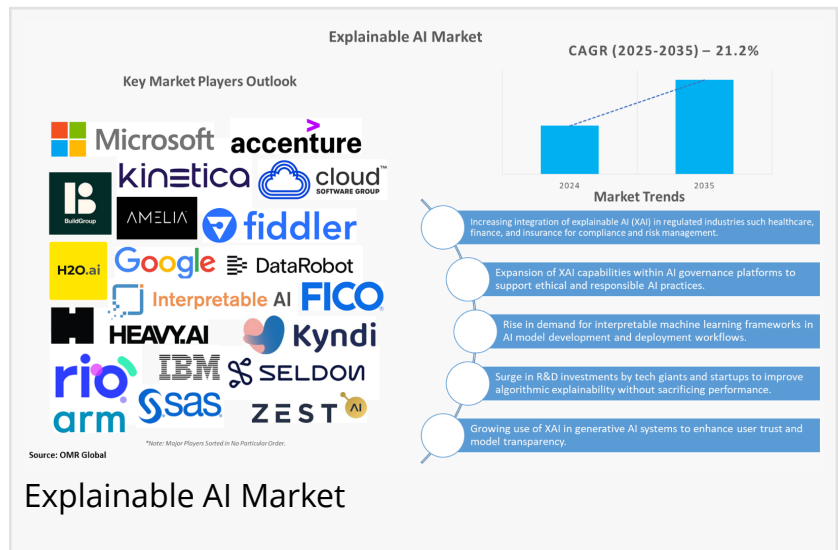 Explainable AI Market
Key Market Players Outlook
Microsoft
accenture
BuildGroup
kinetica
cloud™
SOFTWARE GROUP
AMELIA
fiddler
H2O.ai
Google
DataRobot
Interpretable AI
FICO
HEAVY.AI
Kyndi
rio
IBM
SELDON
arm
sas
ZEST AI
*Note: Major Players Sorted in No Particular Order.
Source: OMR Global
CAGR (2025-2035) – 21.2%
2024
2035
Market Trends
Increasing integration of explainable AI (XAI) in regulated industries such healthcare,
finance, and insurance for compliance and risk management.
Expansion of XAI capabilities within AI governance platforms to
support ethical and responsible AI practices.
Rise in demand for interpretable machine learning frameworks in
AI model development and deployment workflows.
Surge in R&D investments by tech giants and startups to improve
algorithmic explainability without sacrificing performance.
Growing use of XAI in generative AI systems to enhance user trust and
model transparency.
Explainable AI Market